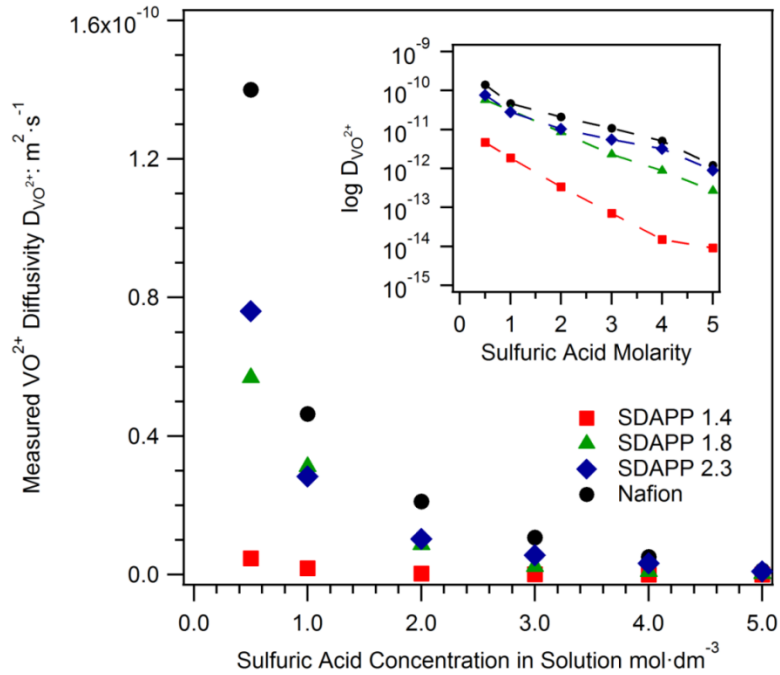 1.6x10⁻¹⁰
1.2
0.8
0.4
0.0
Measured VO²⁺ Diffusivity D_VO²⁺: m²·s⁻¹
0.0 1.0 2.0 3.0 4.0 5.0
Sulfuric Acid Concentration in Solution mol·dm⁻³
10⁻⁹
10⁻¹⁰
10⁻¹¹
10⁻¹²
10⁻¹³
10⁻¹⁴
10⁻¹⁵
log D_VO²⁺
0 1 2 3 4 5
Sulfuric Acid Molarity
SDAPP 1.4
SDAPP 1.8
SDAPP 2.3
Nafion